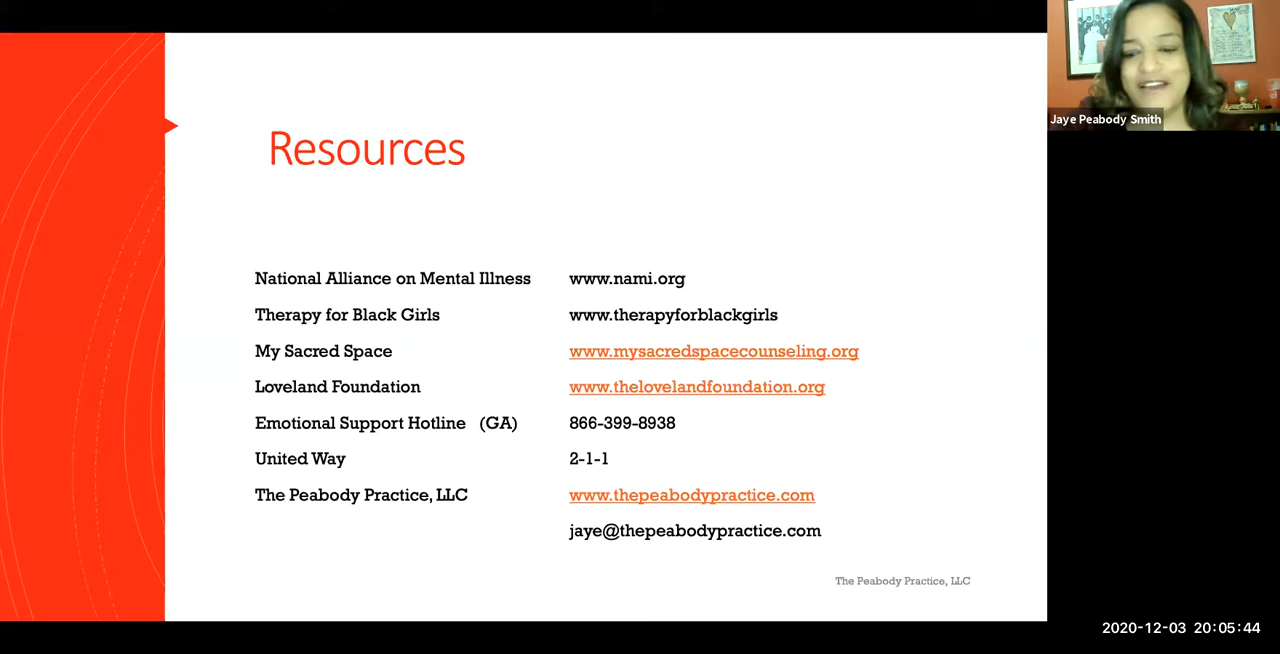 Resources
National Alliance on Mental Illness www.nami.org
Therapy for Black Girls www.therapyforblackgirls
My Sacred Space www.mysacredspacecounseling.org
Loveland Foundation www.thelovelandfoundation.org
Emotional Support Hotline (GA) 866-399-8938
United Way 2-1-1
The Peabody Practice, LLC www.thepeabodypractice.com
jaye@thepeabodypractice.com
The Peabody Practice, LLC
Jaye Peabody Smith
2020-12-03 20:05:44